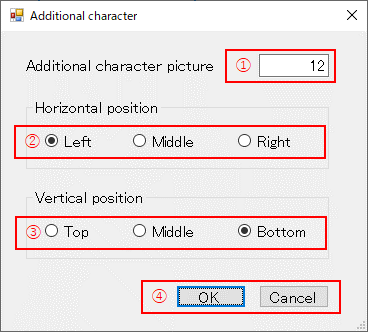 Additional character
Additional character picture ① 12
Horizontal position
② Left Middle Right
Vertical position
③ Top Middle Bottom
④ OK Cancel